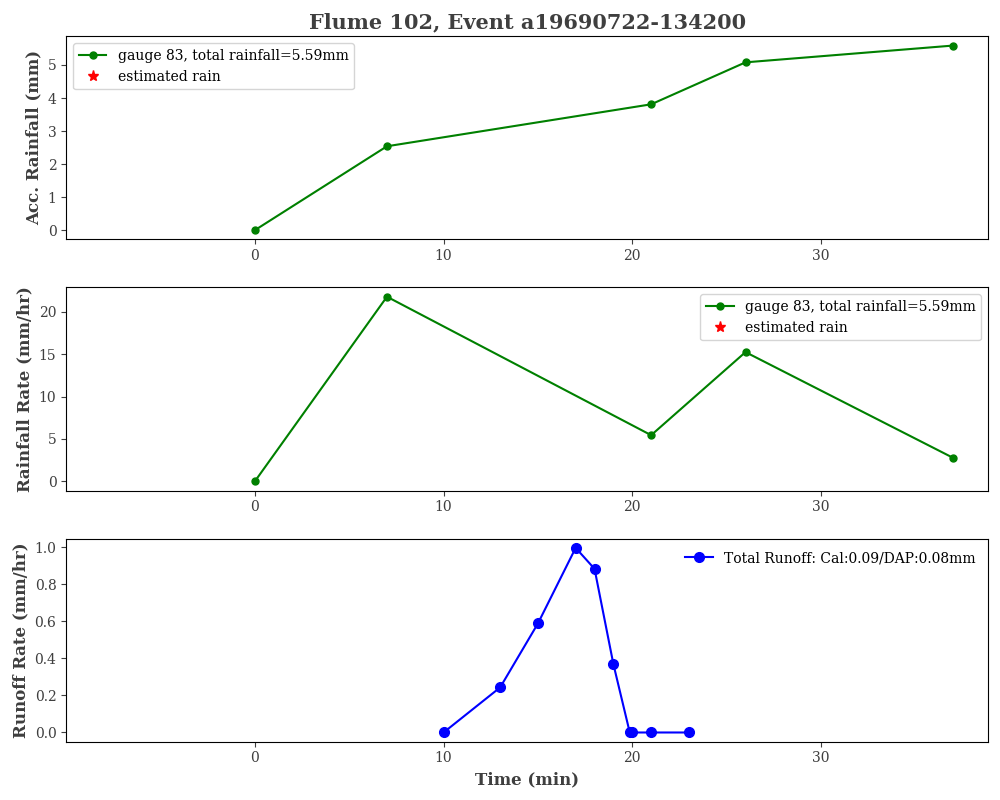 Flume 102, Event a19690722-134200
Acc. Rainfall (mm)
5
4
3
2
1
0
gauge 83, total rainfall=5.59mm
estimated rain
0 10 20 30
Rainfall Rate (mm/hr)
20
15
10
5
0
gauge 83, total rainfall=5.59mm
estimated rain
0 10 20 30
Runoff Rate (mm/hr)
1.0
0.8
0.6
0.4
0.2
0.0
Total Runoff: Cal:0.09/DAP:0.08mm
0 10 20 30
Time (min)